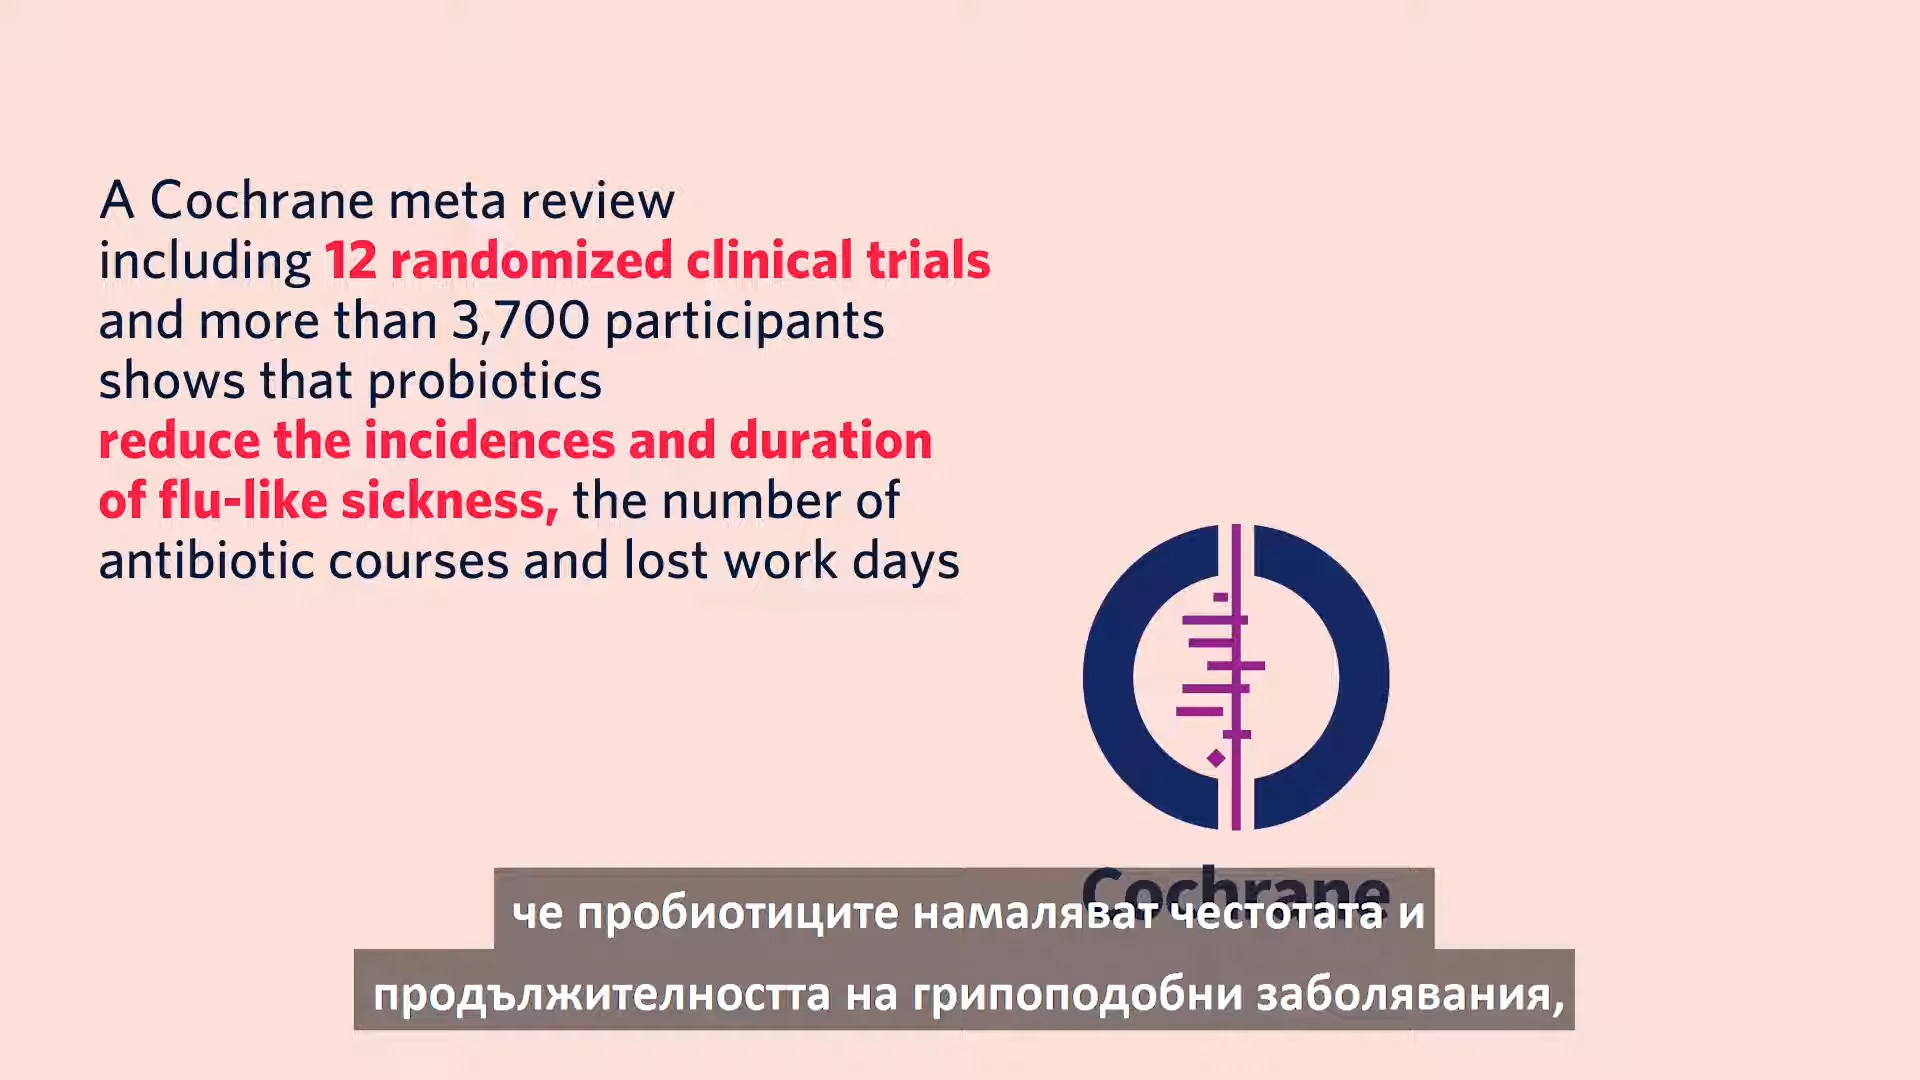 A Cochrane meta review
including 12 randomized clinical trials
and more than 3,700 participants
shows that probiotics
reduce the incidences and duration
of flu-like sickness, the number of
antibiotic courses and lost work days
Cochrane
че пробиотиците намаляват честотата и
продължителността на грипоподобни заболявания,